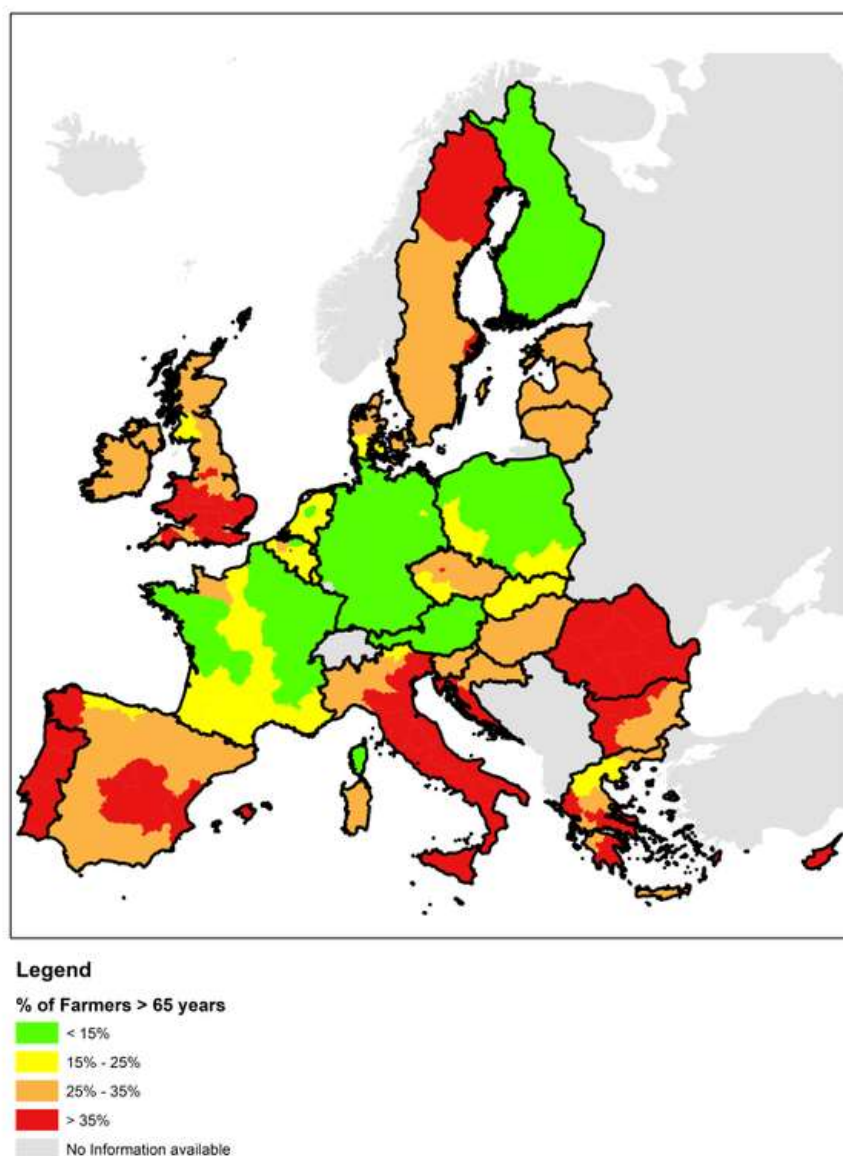 Legend
% of Farmers > 65 years
< 15%
15% - 25%
25% - 35%
> 35%
No Information available